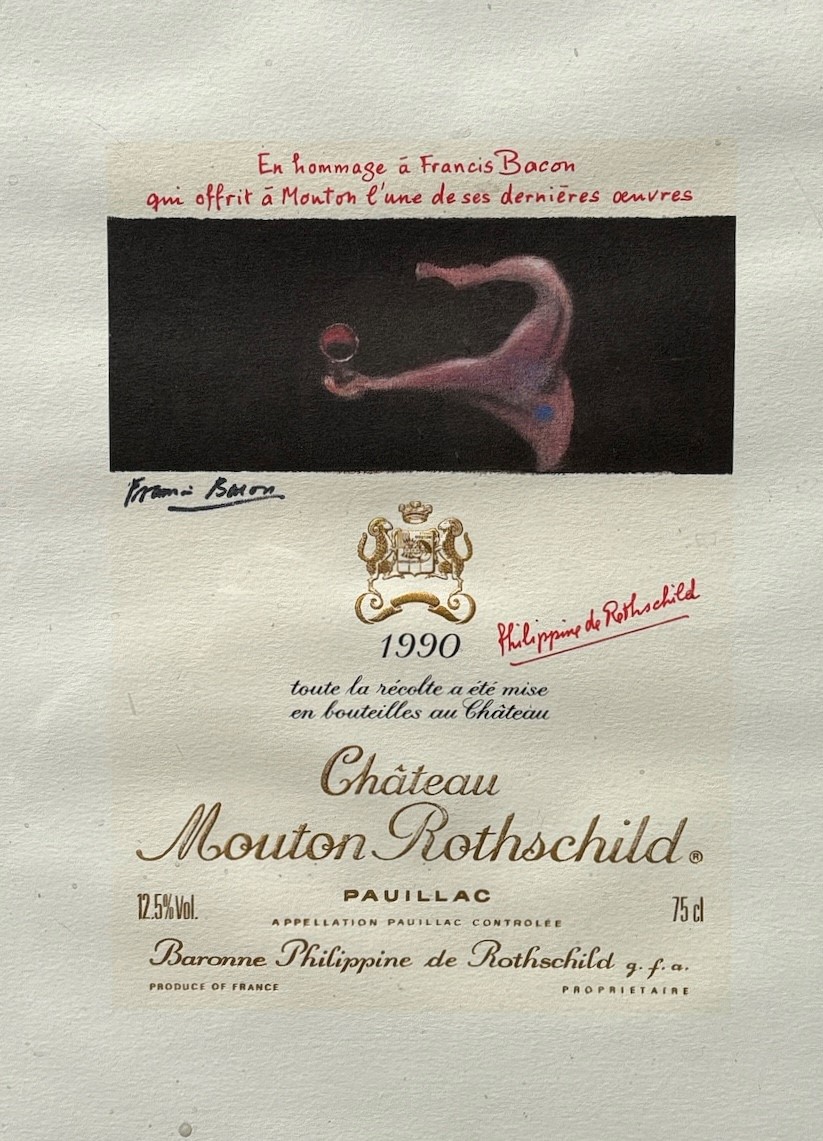 En hommage à Francis Bacon
qui offrit à Mouton l'une de ses dernières œuvres
Francis Bacon
1990
Philippine de Rothschild
toute la récolte a été mise
en bouteilles au Château
Château
Mouton Rothschild ®
PAUILLAC
12.5% Vol.
75 cl
APPELLATION PAUILLAC CONTROLÉE
Baronne Philippine de Rothschild g. f. a.
PRODUCE OF FRANCE
PROPRIETAIRE